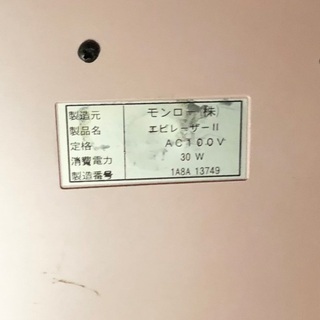 製造元 モンロー(株)
製品名 エピレーザーII
定格 AC100V
消費電力 30W
製造番号 1A8A 13749